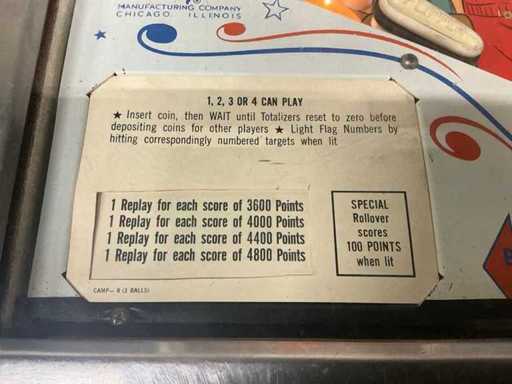 MANUFACTURING COMPANY
CHICAGO, ILLINOIS
1, 2, 3 OR 4 CAN PLAY
★ Insert coin, then WAIT until Totalizers reset to zero before
depositing coins for other players ★ Light Flag Numbers by
hitting correspondingly numbered targets when lit
1 Replay for each score of 3600 Points
1 Replay for each score of 4000 Points
1 Replay for each score of 4400 Points
1 Replay for each score of 4800 Points
SPECIAL
Rollover
scores
100 POINTS
when lit